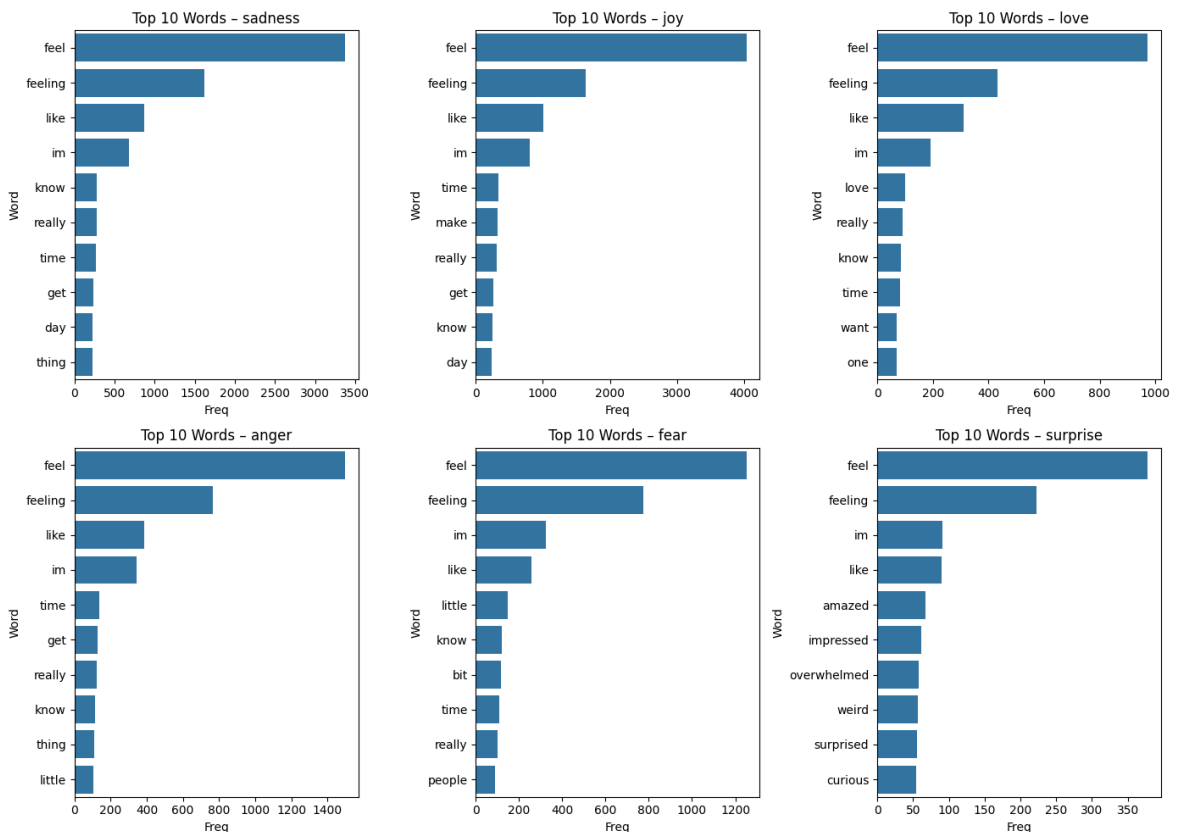 Top 10 Words – sadness
Word
feel
feeling
like
im
know
really
time
get
day
thing
0 500 1000 1500 2000 2500 3000 3500
Freq
Top 10 Words – joy
Word
feel
feeling
like
im
time
make
really
get
know
day
0 1000 2000 3000 4000
Freq
Top 10 Words – love
Word
feel
feeling
like
im
love
really
know
time
want
one
0 200 400 600 800 1000
Freq
Top 10 Words – anger
Word
feel
feeling
like
im
time
get
really
know
thing
little
0 200 400 600 800 1000 1200 1400
Freq
Top 10 Words – fear
Word
feel
feeling
im
like
little
know
bit
time
really
people
0 200 400 600 800 1000 1200
Freq
Top 10 Words – surprise
Word
feel
feeling
im
like
amazed
impressed
overwhelmed
weird
surprised
curious
0 50 100 150 200 250 300 350
Freq